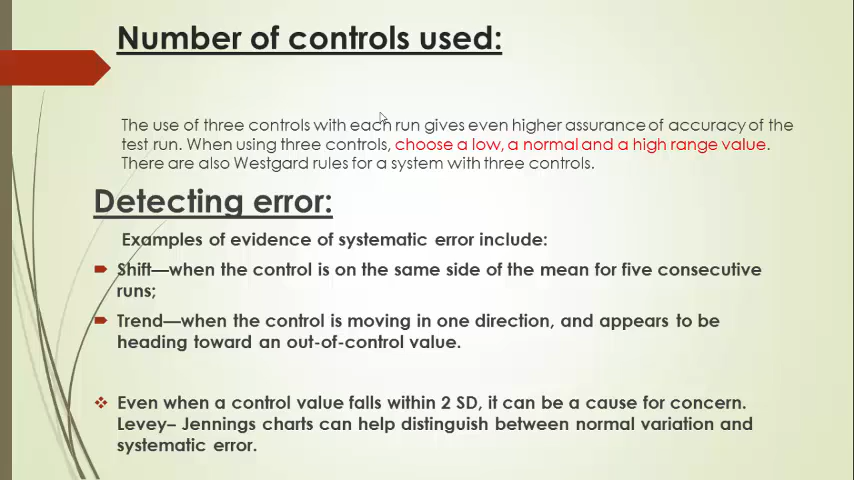 Number of controls used:
The use of three controls with each run gives even higher assurance of accuracy of the
test run. When using three controls, choose a low, a normal and a high range value.
There are also Westgard rules for a system with three controls.
Detecting error:
Examples of evidence of systematic error include:
Shift—when the control is on the same side of the mean for five consecutive
runs;
Trend—when the control is moving in one direction, and appears to be
heading toward an out-of-control value.
Even when a control value falls within 2 SD, it can be a cause for concern.
Levey– Jennings charts can help distinguish between normal variation and
systematic error.